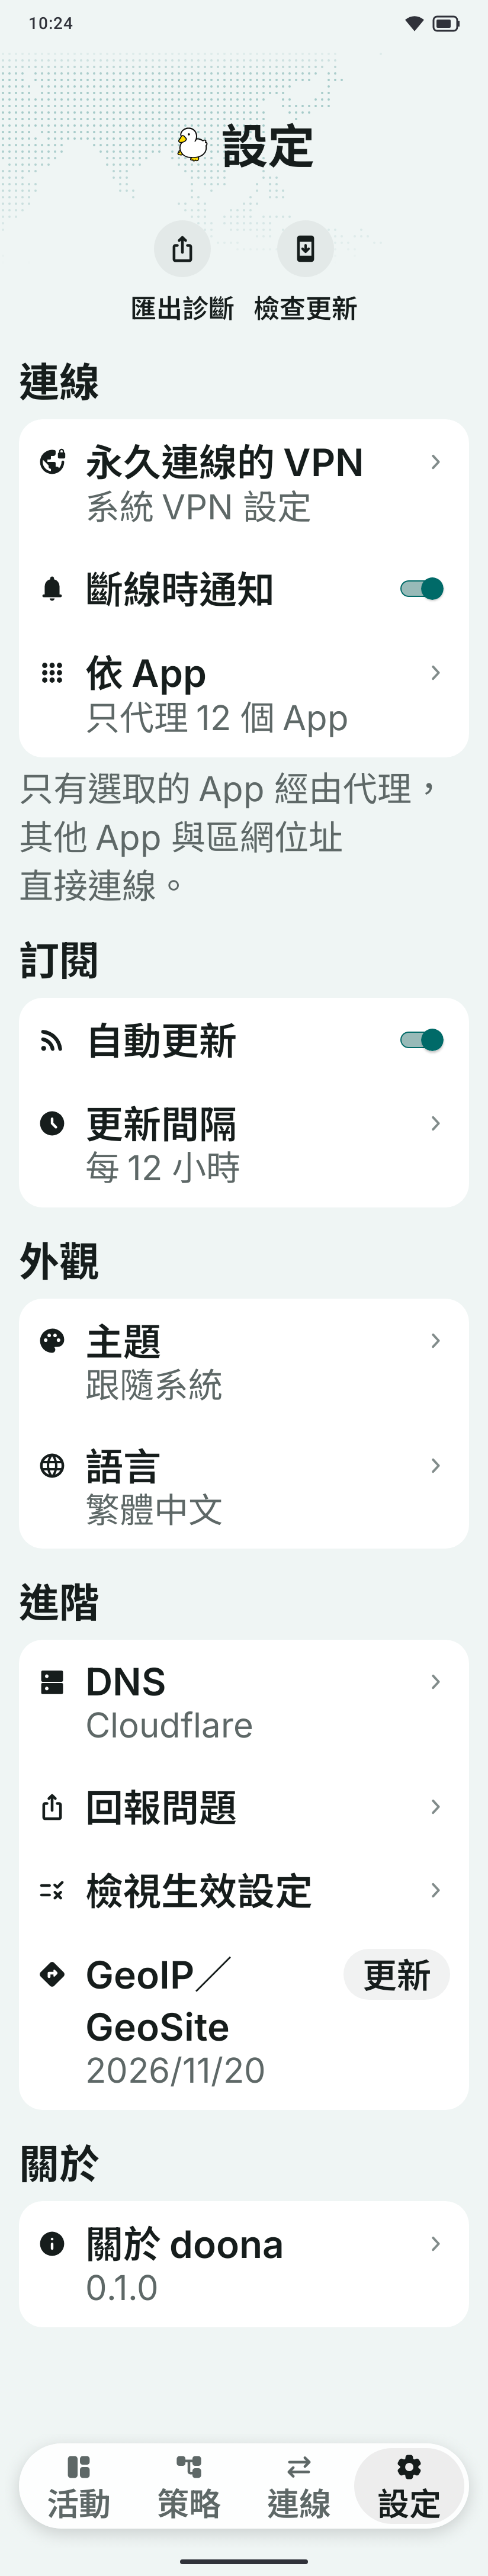 10:24
設定
匯出診斷 檢查更新
連線
永久連線的 VPN
系統 VPN 設定
斷線時通知
依 App
只代理 12 個 App
只有選取的 App 經由代理，
其他 App 與區網位址
直接連線。
訂閱
自動更新
更新間隔
每 12 小時
外觀
主題
跟隨系統
語言
繁體中文
進階
DNS
Cloudflare
回報問題
檢視生效設定
GeoIP／ 更新
GeoSite
2026/11/20
關於
關於 doona
0.1.0
活動 策略 連線 設定